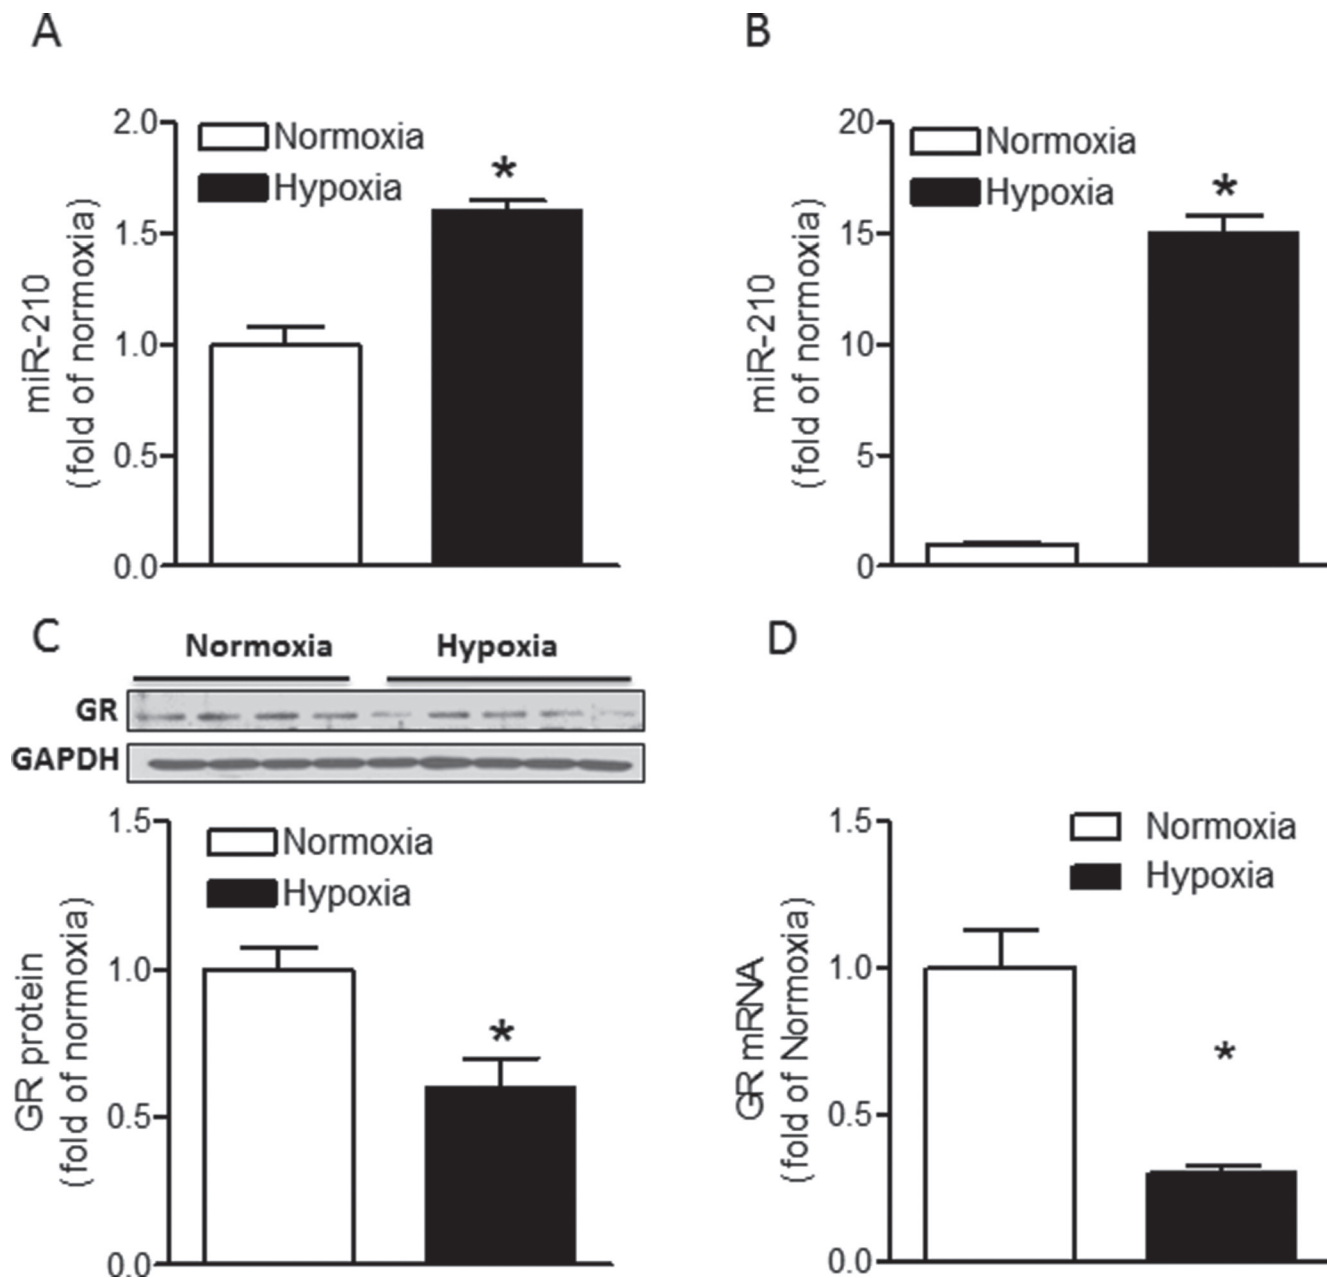 A
B
2.0
1.5
1.0
0.5
0.0
miR-210
(fold of normoxia)
Normoxia
Hypoxia
*
20
15
10
5
0
miR-210
(fold of normoxia)
Normoxia
Hypoxia
*
C
Normoxia
Hypoxia
GR
GAPDH
1.5
1.0
0.5
0.0
GR protein
(fold of normoxia)
Normoxia
Hypoxia
*
D
1.5
1.0
0.5
0.0
GR mRNA
(fold of Normoxia)
Normoxia
Hypoxia
*